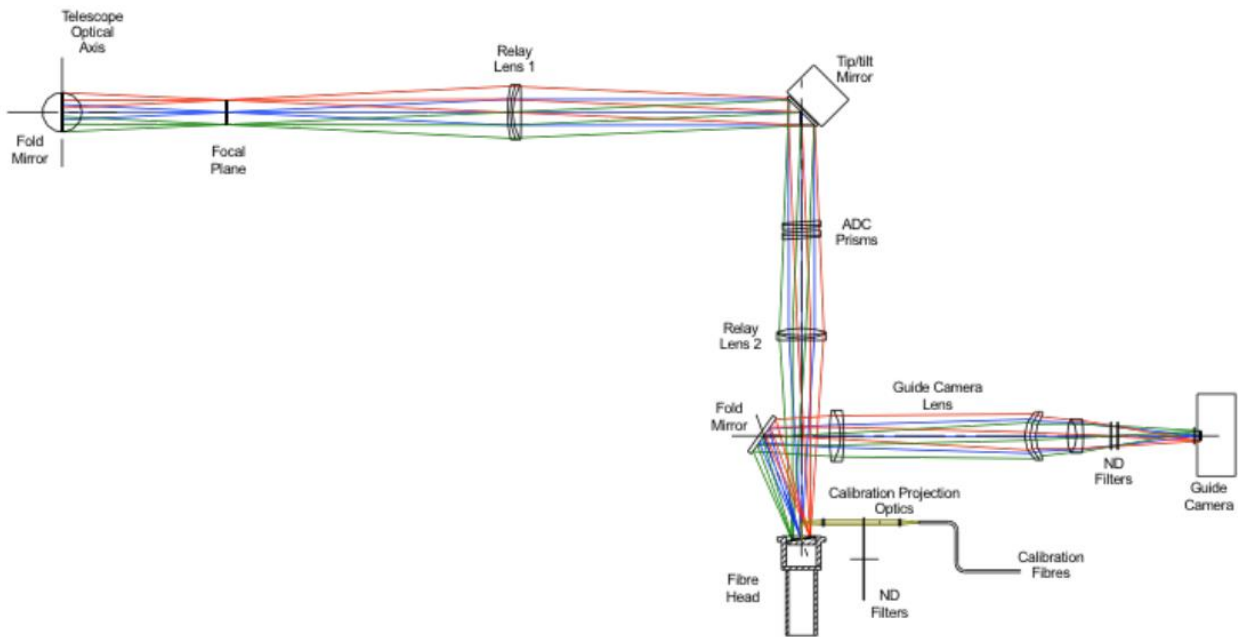 Telescope
Optical
Axis
Relay
Lens 1
Tip/tilt
Mirror
Fold
Mirror
Focal
Plane
ADC
Prisms
Relay
Lens 2
Guide Camera
Lens
Fold
Mirror
ND
Filters
Guide
Camera
Calibration Projection
Optics
Calibration
Fibres
Fibre
Head
ND
Filters